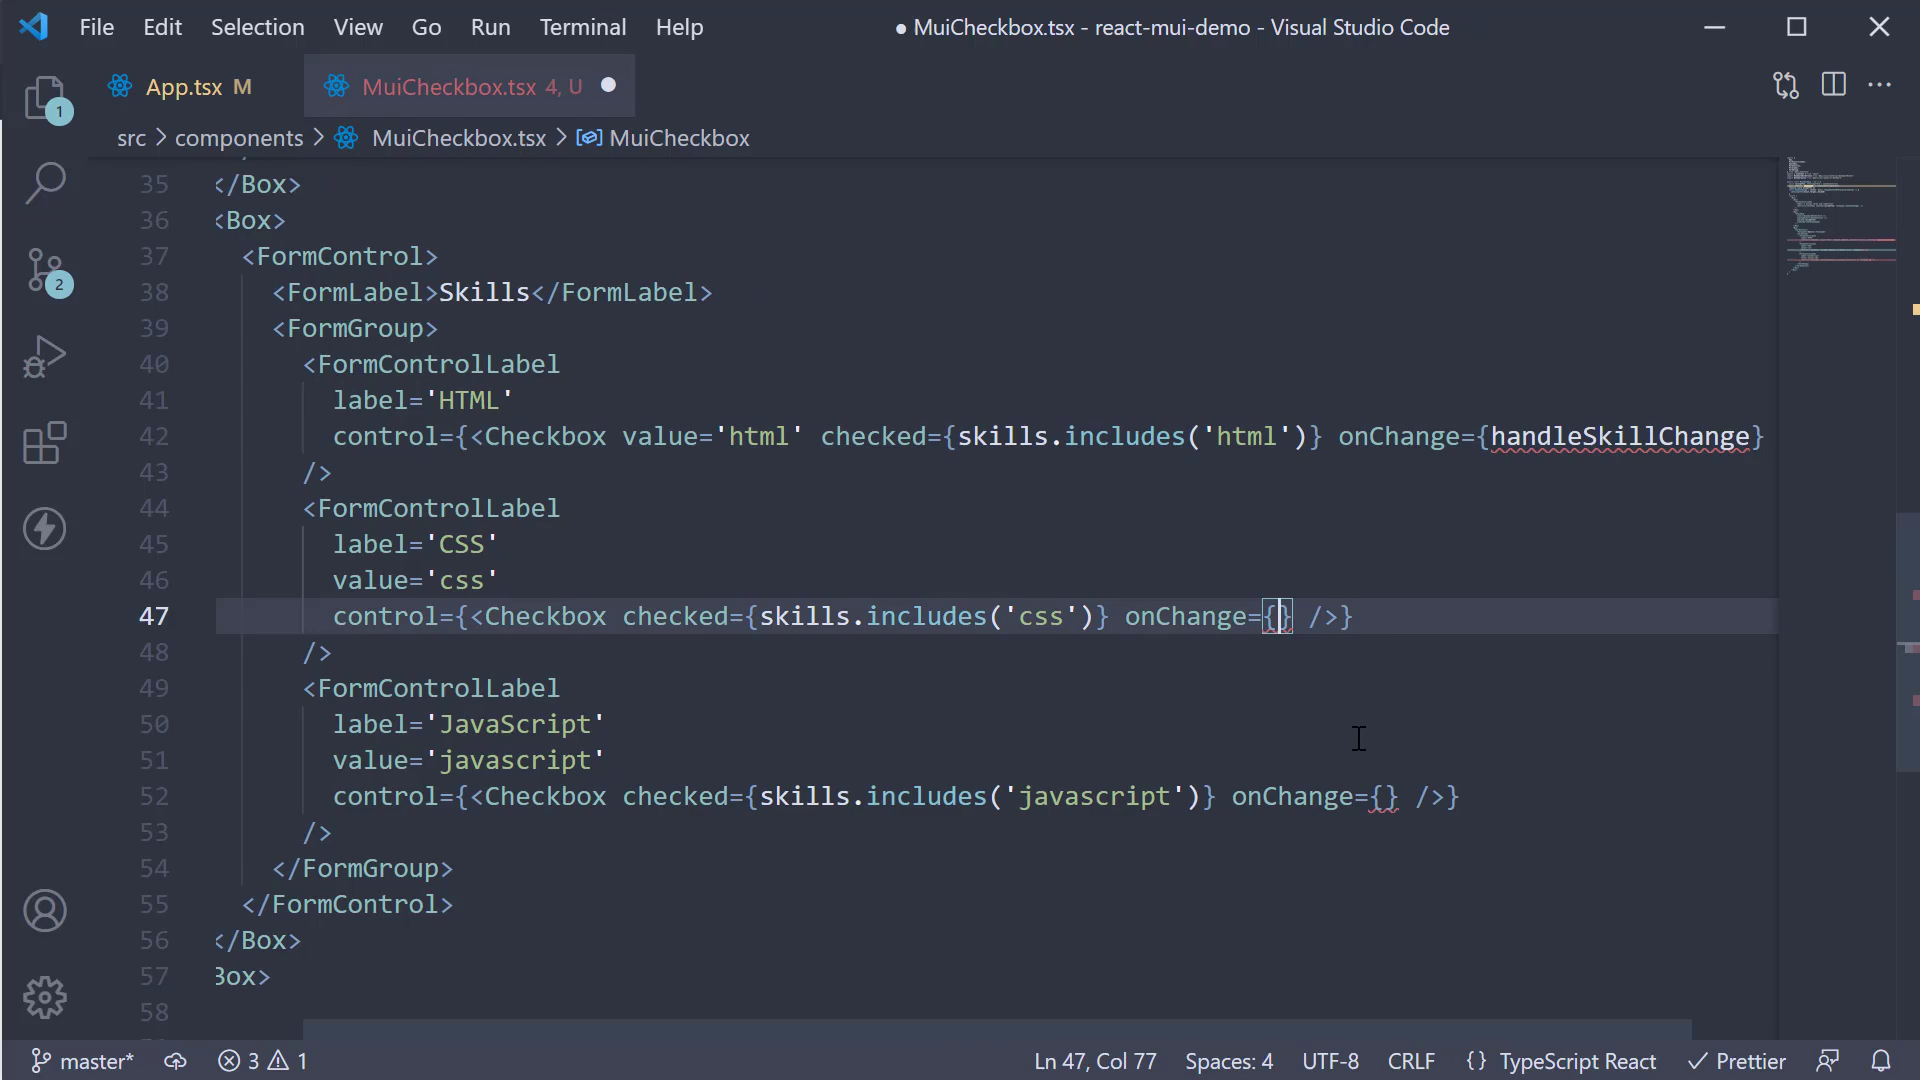 File Edit Selection View Go Run Terminal Help
● MuiCheckbox.tsx - react-mui-demo - Visual Studio Code
App.tsx M
MuiCheckbox.tsx 4, U
src > components > MuiCheckbox.tsx > MuiCheckbox
1
2
35 </Box>
36 <Box>
37 <FormControl>
38 <FormLabel>Skills</FormLabel>
39 <FormGroup>
40 <FormControlLabel
41 label='HTML'
42 control={<Checkbox value='html' checked={skills.includes('html')} onChange={handleSkillChange}
43 />
44 <FormControlLabel
45 label='CSS'
46 value='css'
47 control={<Checkbox checked={skills.includes('css')} onChange={} />}
48 />
49 <FormControlLabel
50 label='JavaScript'
51 value='javascript'
52 control={<Checkbox checked={skills.includes('javascript')} onChange={} />}
53 />
54 </FormGroup>
55 </FormControl>
56 </Box>
57 Box>
58
master* 3 1
Ln 47, Col 77 Spaces: 4 UTF-8 CRLF {} TypeScript React Prettier